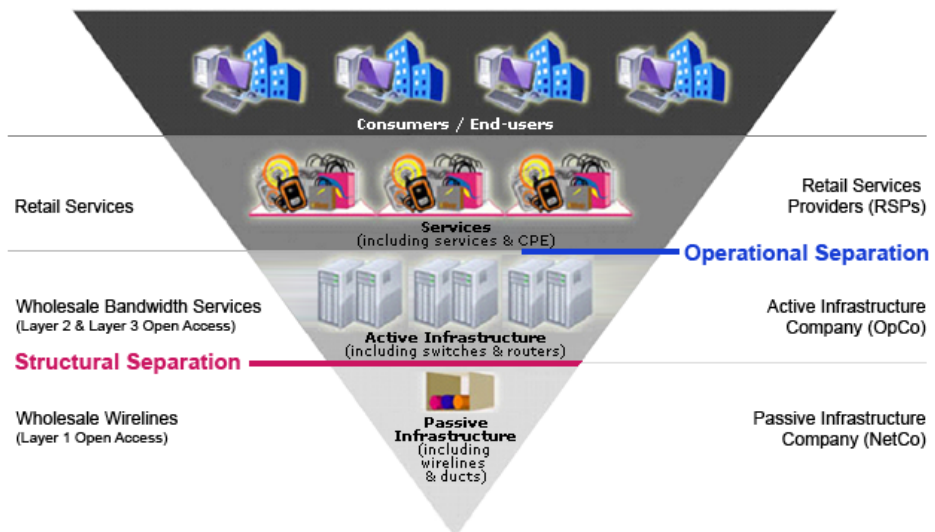 Consumers / End-users
Retail Services
Services
(including services & CPE)
Retail Services
Providers (RSPs)
Operational Separation
Wholesale Bandwidth Services
(Layer 2 & Layer 3 Open Access)
Active Infrastructure
(including switches & routers)
Active Infrastructure
Company (OpCo)
Structural Separation
Wholesale Wirelines
(Layer 1 Open Access)
Passive
Infrastructure
(including
wirelines
& ducts)
Passive Infrastructure
Company (NetCo)